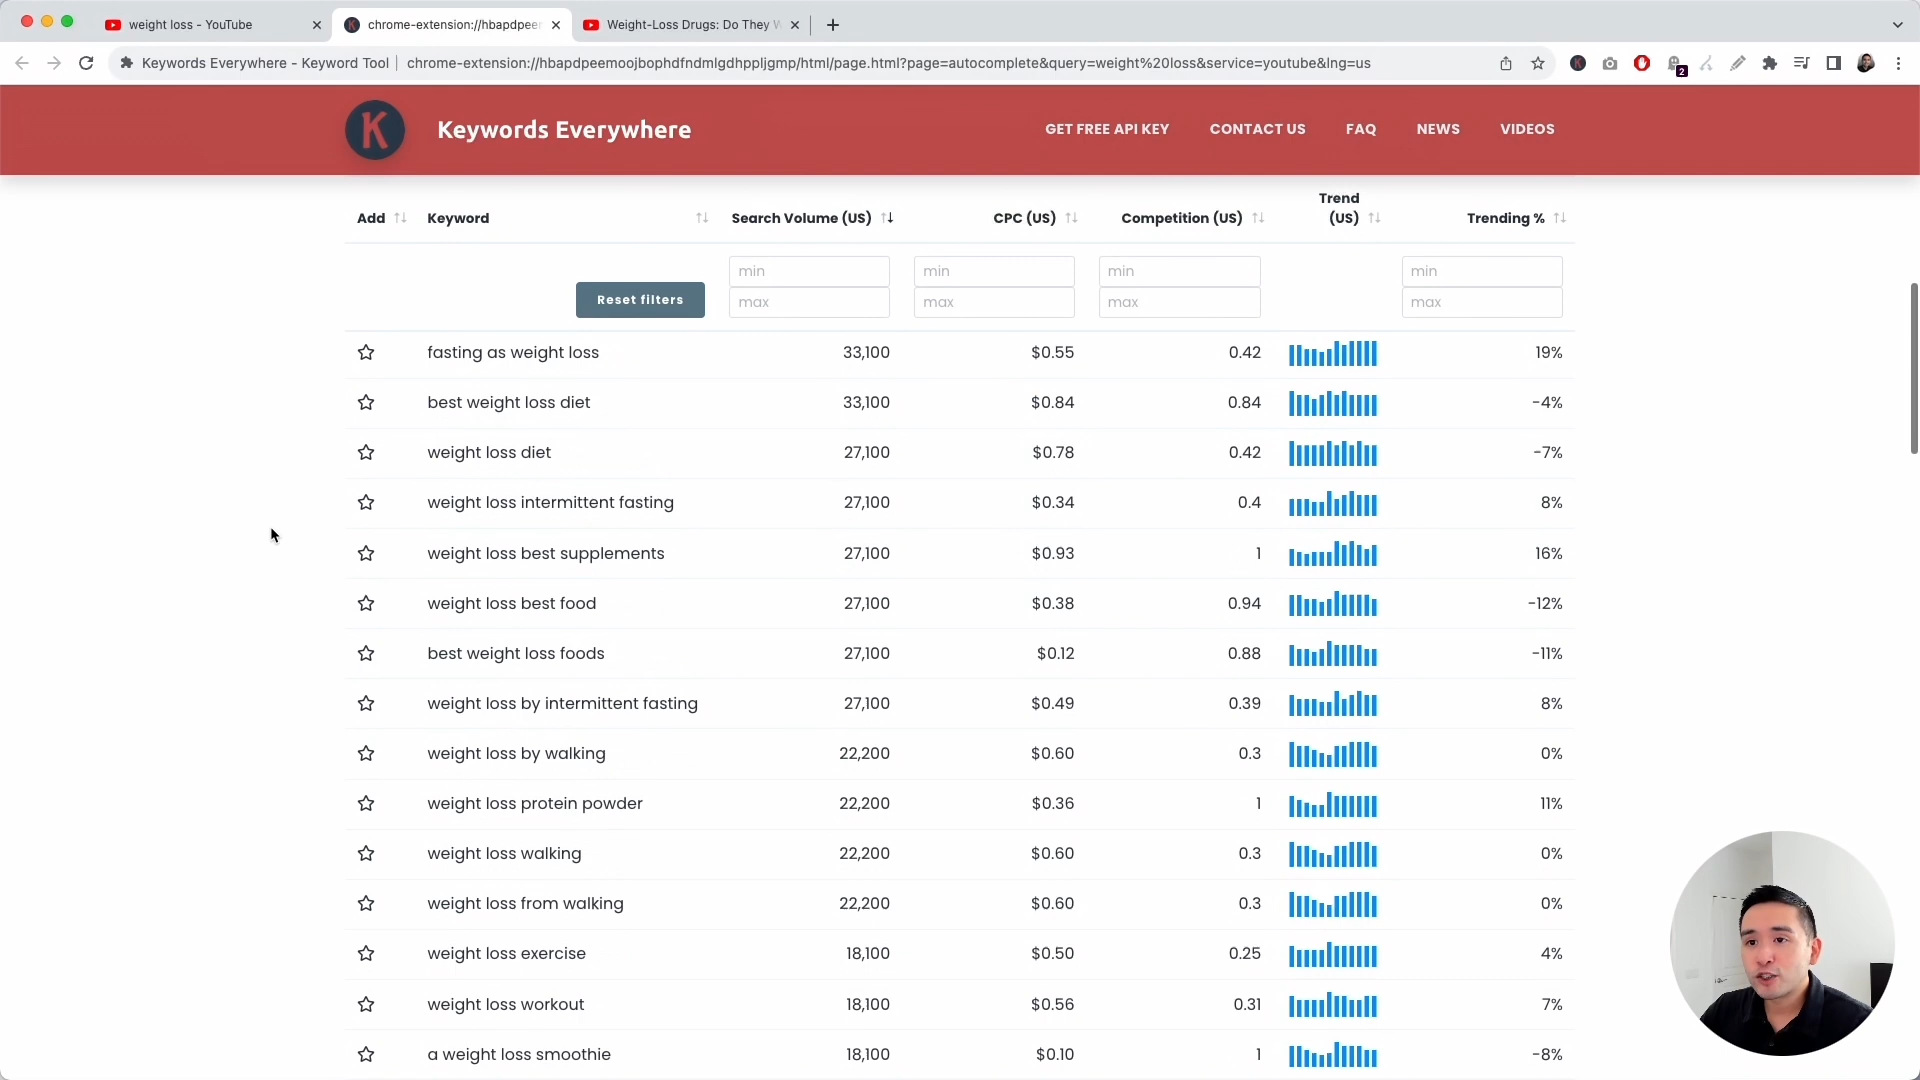 weight loss - YouTube
chrome-extension://hbapdpeer
Weight-Loss Drugs: Do They W
Keywords Everywhere - Keyword Tool
chrome-extension://hbapdpeemoojbophdfndmlgdhppljgmp/html/page.html?page=autocomplete&query=weight%20loss&service=youtube&lng=us
2
K
Keywords Everywhere
GET FREE API KEY
CONTACT US
FAQ
NEWS
VIDEOS
Add Keyword Search Volume (US) CPC (US) Competition (US) Trend (US) Trending %
min min min min
Reset filters
max max max max
fasting as weight loss 33,100 $0.55 0.42 19%
best weight loss diet 33,100 $0.84 0.84 -4%
weight loss diet 27,100 $0.78 0.42 -7%
weight loss intermittent fasting 27,100 $0.34 0.4 8%
weight loss best supplements 27,100 $0.93 1 16%
weight loss best food 27,100 $0.38 0.94 -12%
best weight loss foods 27,100 $0.12 0.88 -11%
weight loss by intermittent fasting 27,100 $0.49 0.39 8%
weight loss by walking 22,200 $0.60 0.3 0%
weight loss protein powder 22,200 $0.36 1 11%
weight loss walking 22,200 $0.60 0.3 0%
weight loss from walking 22,200 $0.60 0.3 0%
weight loss exercise 18,100 $0.50 0.25 4%
weight loss workout 18,100 $0.56 0.31 7%
a weight loss smoothie 18,100 $0.10 1 -8%